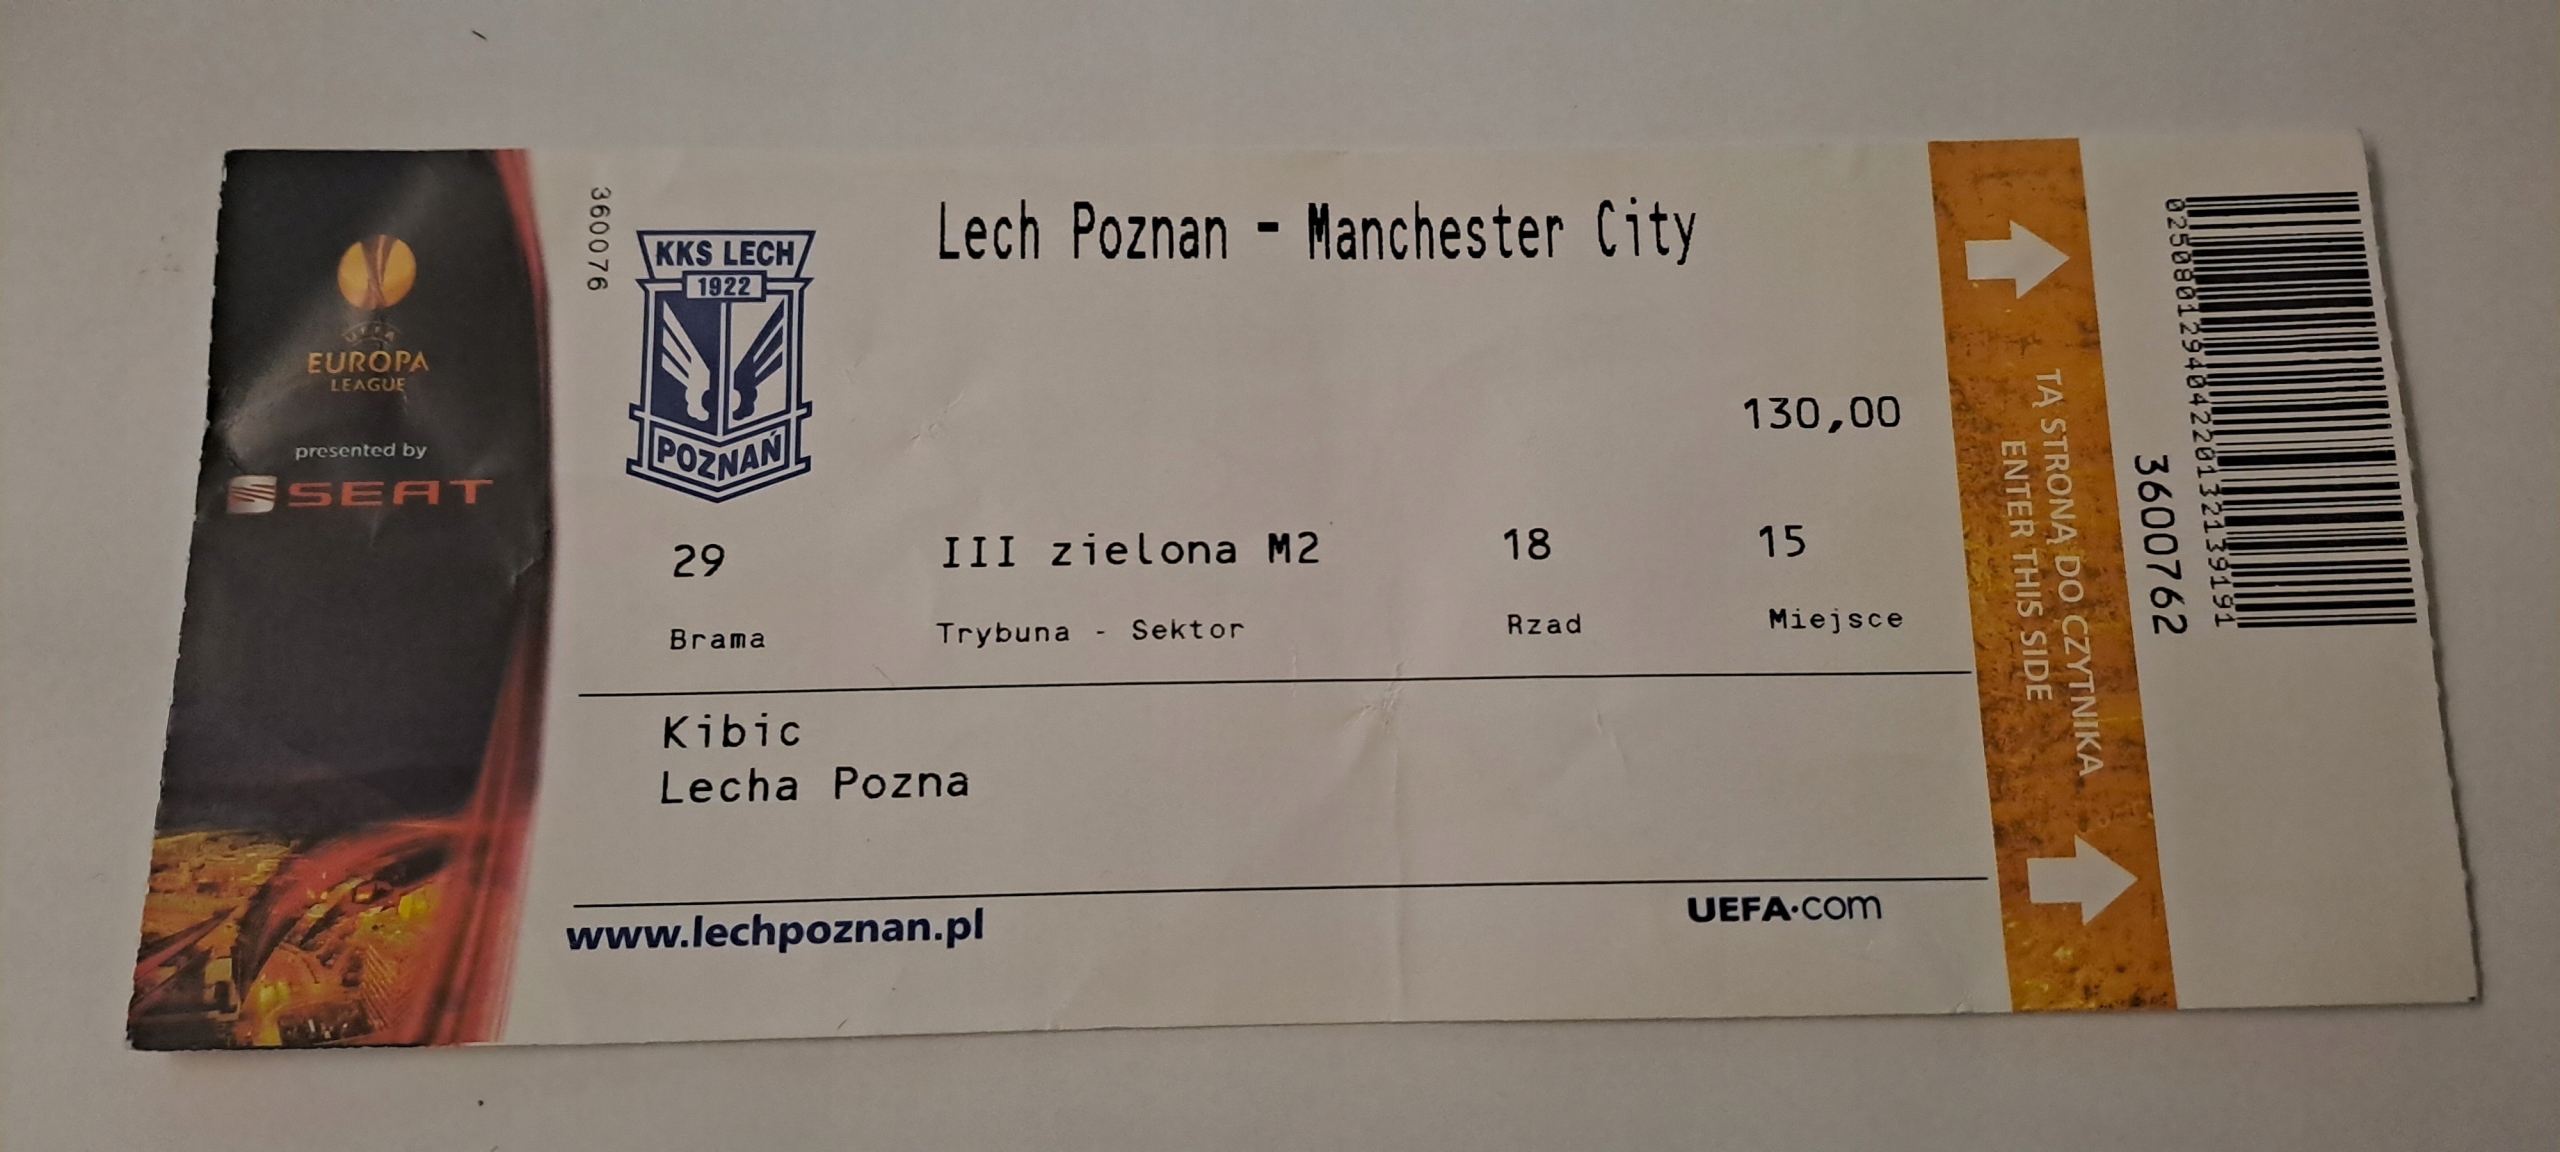 UEFA
EUROPA
LEAGUE
presented by
SEAT
360076
KKS LECH
1922
POZNAŃ
Lech Poznan - Manchester City
130,00
29 III zielona M2 18 15
Brama Trybuna - Sektor Rzad Miejsce
Kibic
Lecha Pozna
www.lechpoznan.pl
UEFA.com
TĄ STRONĄ DO CZYTNIKA
ENTER THIS SIDE
3600762